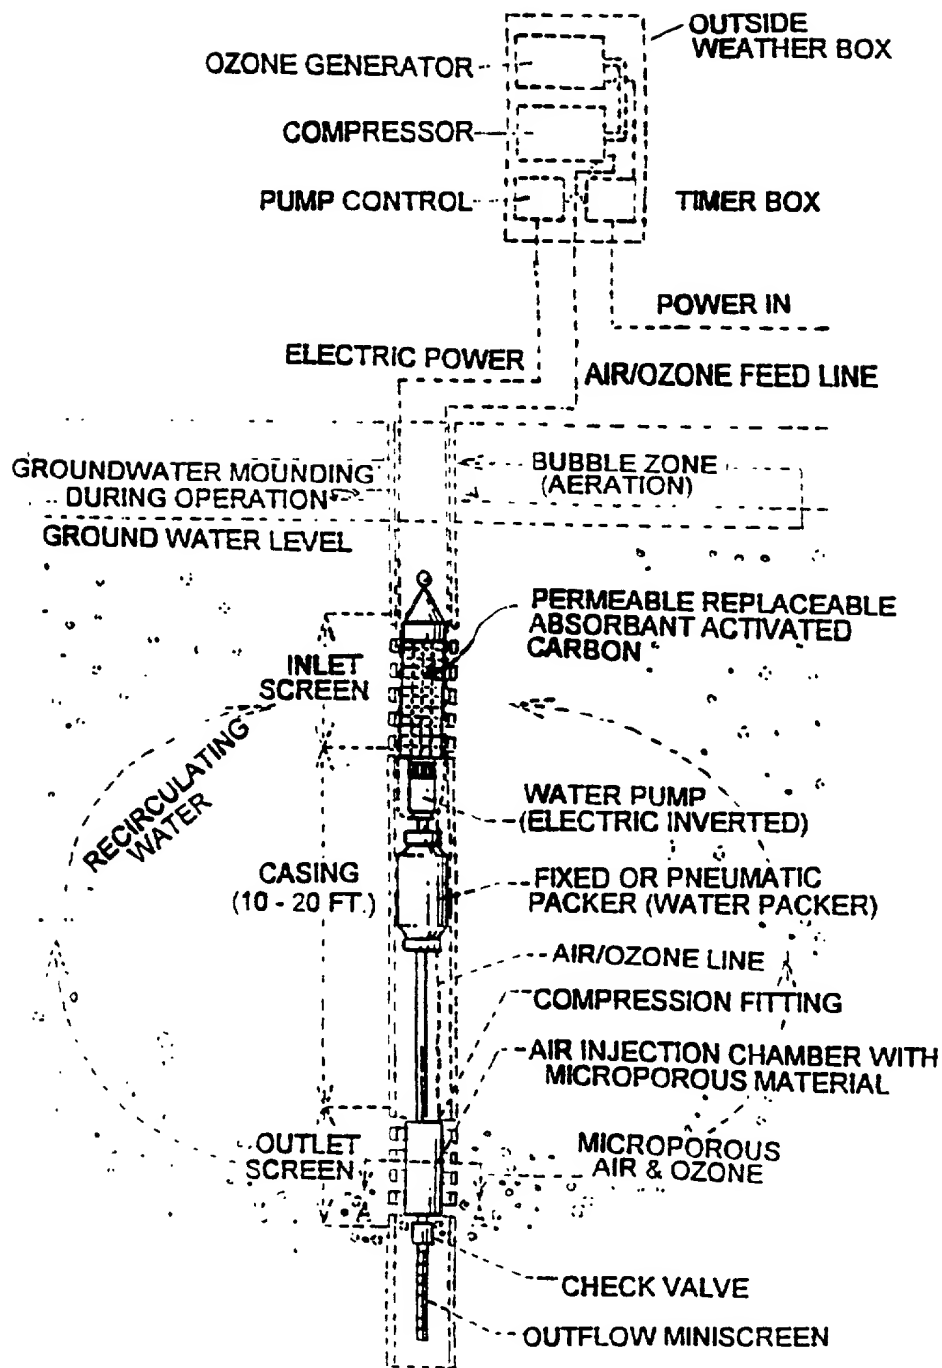 OUTSIDE
WEATHER BOX
OZONE GENERATOR
COMPRESSOR
PUMP CONTROL
TIMER BOX
POWER IN
ELECTRIC POWER
AIR/OZONE FEED LINE
GROUNDWATER MOUNDING
DURING OPERATION
BUBBLE ZONE
(AERATION)
GROUND WATER LEVEL
PERMEABLE REPLACEABLE
ABSORBANT ACTIVATED
CARBON
INLET
SCREEN
RECIRCULATING
WATER
WATER PUMP
(ELECTRIC INVERTED)
CASING
(10 - 20 FT.)
FIXED OR PNEUMATIC
PACKER (WATER PACKER)
AIR/OZONE LINE
COMPRESSION FITTING
AIR INJECTION CHAMBER WITH
MICROPOROUS MATERIAL
OUTLET
SCREEN
MICROPOROUS
AIR & OZONE
CHECK VALVE
OUTFLOW MINISCREEN